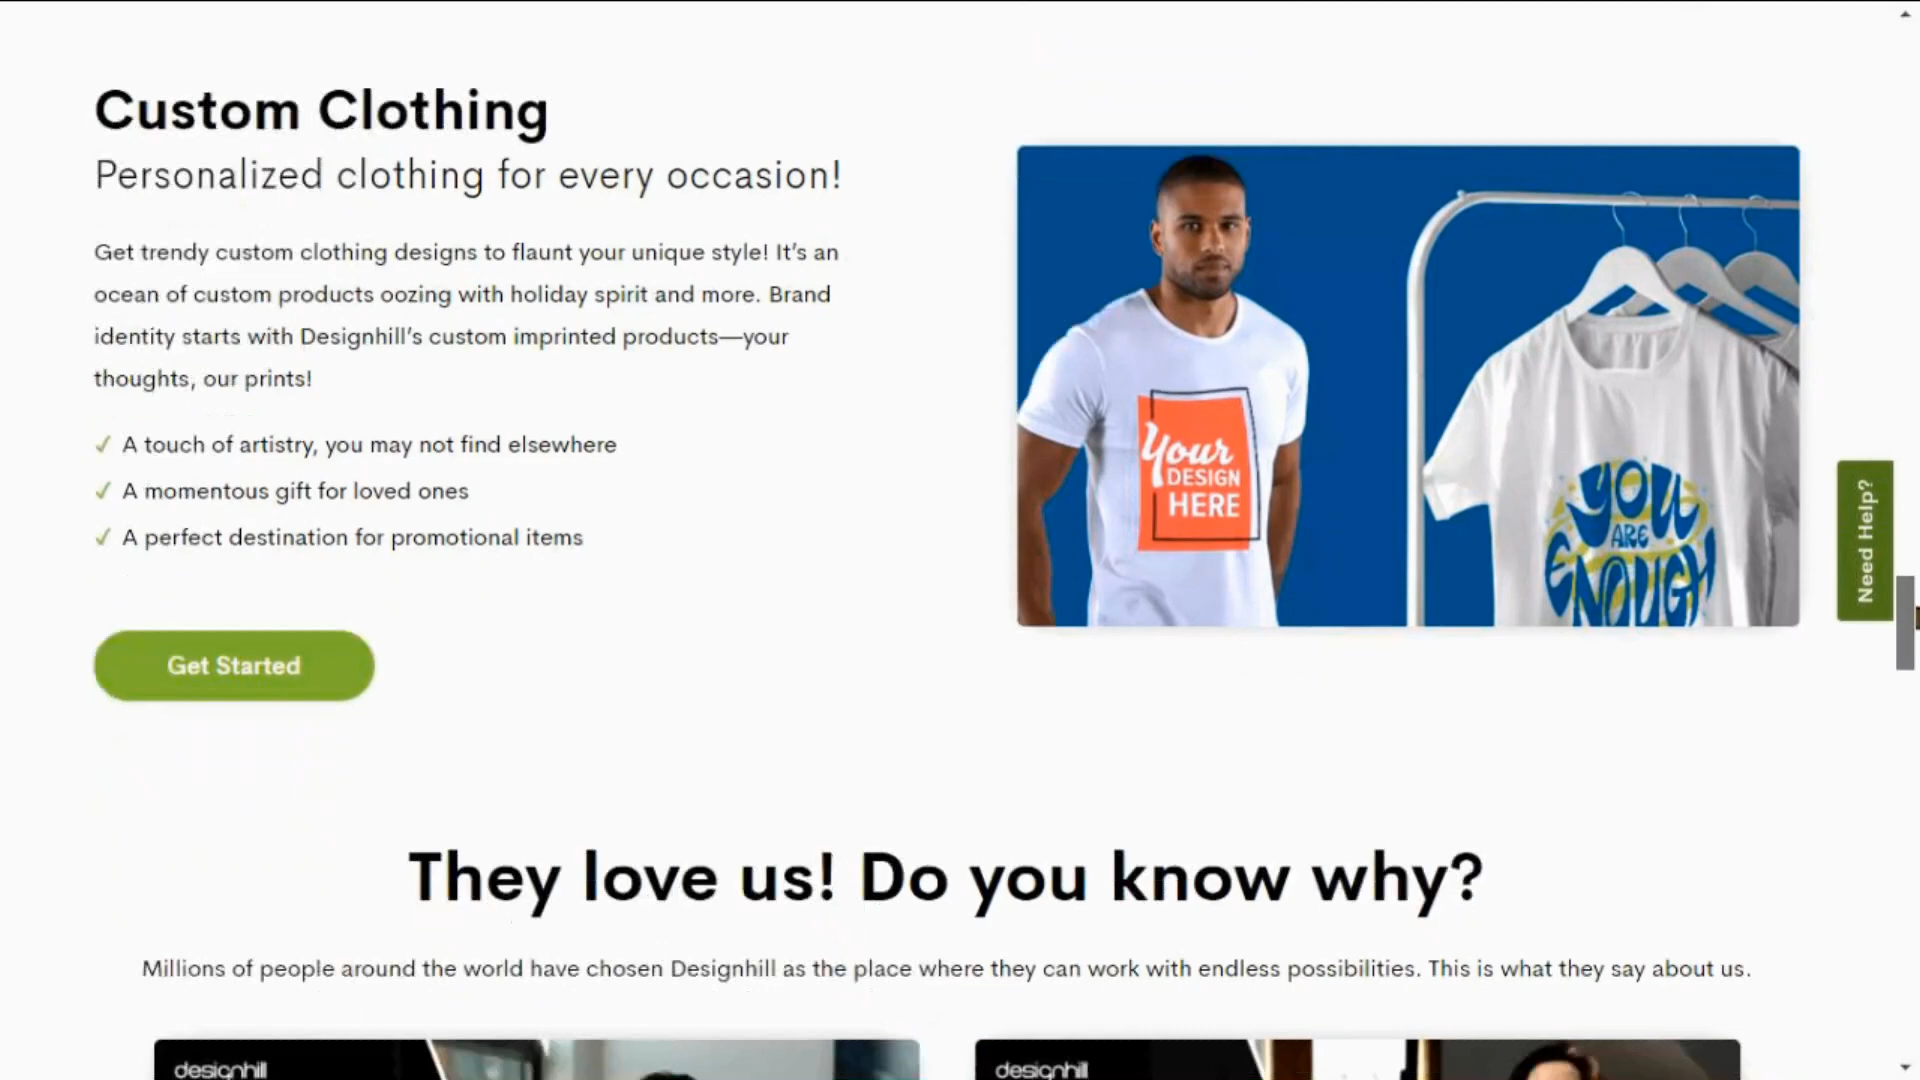 Custom Clothing
Personalized clothing for every occasion!
Get trendy custom clothing designs to flaunt your unique style! It’s an
ocean of custom products oozing with holiday spirit and more. Brand
identity starts with Designhill’s custom imprinted products—your
thoughts, our prints!
✓ A touch of artistry, you may not find elsewhere
✓ A momentous gift for loved ones
✓ A perfect destination for promotional items
Get Started
Your
DESIGN
HERE
YOU
ARE
ENOUGH
Need Help?
They love us! Do you know why?
Millions of people around the world have chosen Designhill as the place where they can work with endless possibilities. This is what they say about us.
designhill
designhill